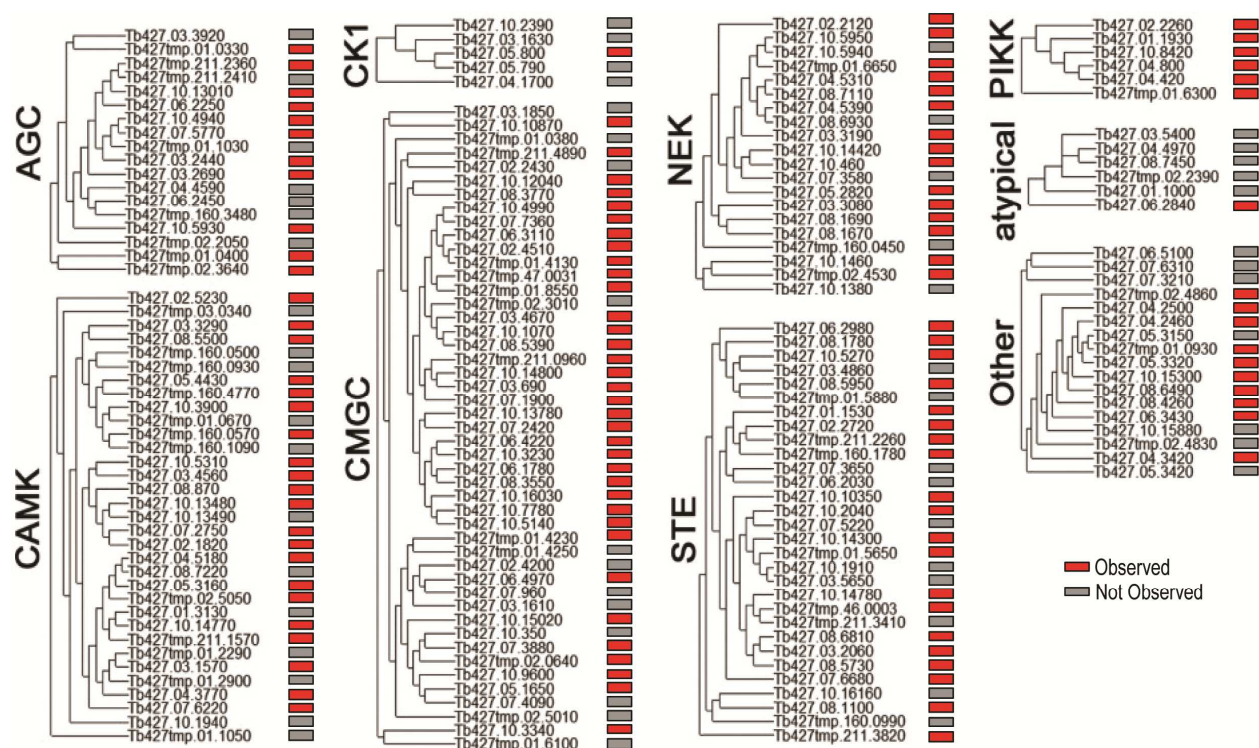 AGC
Tb427.03.3920
Tb427tmp.01.0330
Tb427tmp.211.2360
Tb427tmp.211.2410
Tb427.10.13010
Tb427.06.2250
Tb427.10.4940
Tb427.07.5770
Tb427tmp.01.1030
Tb427.03.2440
Tb427.03.2690
Tb427.04.4590
Tb427.06.2450
Tb427tmp.160.3480
Tb427.10.5930
Tb427tmp.02.2050
Tb427tmp.01.0400
Tb427tmp.02.3640
CAMK
Tb427.02.5230
Tb427tmp.03.0340
Tb427.03.3290
Tb427.08.5500
Tb427tmp.160.0500
Tb427tmp.160.0930
Tb427.05.4430
Tb427tmp.160.4770
Tb427.10.3900
Tb427tmp.01.0670
Tb427tmp.160.0570
Tb427tmp.160.1090
Tb427.10.5310
Tb427.03.4560
Tb427.08.870
Tb427.10.13480
Tb427.10.13490
Tb427.07.2750
Tb427.02.1820
Tb427.04.5180
Tb427.08.7220
Tb427.05.3160
Tb427tmp.02.5050
Tb427.01.3130
Tb427.10.14770
Tb427tmp.211.1570
Tb427tmp.01.2290
Tb427.03.1570
Tb427tmp.01.2900
Tb427.04.3770
Tb427.07.6220
Tb427.10.1940
Tb427tmp.01.1050
CK1
Tb427.10.2390
Tb427.03.1630
Tb427.05.800
Tb427.05.790
Tb427.04.1700
CMGC
Tb427.03.1850
Tb427.10.10870
Tb427tmp.01.0380
Tb427tmp.211.4890
Tb427.02.2430
Tb427.10.12040
Tb427.08.3770
Tb427.10.4990
Tb427.07.7360
Tb427.06.3110
Tb427.02.4510
Tb427tmp.01.4130
Tb427tmp.47.0031
Tb427tmp.01.8550
Tb427tmp.02.3010
Tb427.03.4670
Tb427.10.1070
Tb427.08.5390
Tb427tmp.211.0960
Tb427.10.14800
Tb427.03.690
Tb427.07.1900
Tb427.10.13780
Tb427.07.2420
Tb427.06.4220
Tb427.10.3230
Tb427.06.1780
Tb427.08.3550
Tb427.10.16030
Tb427.10.7780
Tb427.10.5140
Tb427tmp.01.4230
Tb427tmp.01.4250
Tb427.02.4200
Tb427.06.4970
Tb427.07.960
Tb427.03.1610
Tb427.10.15020
Tb427.10.350
Tb427.07.3880
Tb427tmp.02.0640
Tb427.10.9600
Tb427.05.1650
Tb427.07.4090
Tb427tmp.02.5010
Tb427.10.3340
Tb427tmp.01.6100
NEK
Tb427.02.2120
Tb427.10.5950
Tb427.10.5940
Tb427tmp.01.6650
Tb427.04.5310
Tb427.08.7110
Tb427.04.5390
Tb427.08.6930
Tb427.03.3190
Tb427.10.14420
Tb427.10.460
Tb427.07.3580
Tb427.05.2820
Tb427.03.3080
Tb427.08.1690
Tb427.08.1670
Tb427tmp.160.0450
Tb427.10.1460
Tb427tmp.02.4530
Tb427.10.1380
STE
Tb427.06.2980
Tb427.08.1780
Tb427.10.5270
Tb427.03.4860
Tb427.08.5950
Tb427tmp.01.5880
Tb427.01.1530
Tb427.02.2720
Tb427tmp.211.2260
Tb427tmp.160.1780
Tb427.07.3650
Tb427.06.2030
Tb427.10.10350
Tb427.10.2040
Tb427.07.5220
Tb427.10.14300
Tb427tmp.01.5650
Tb427.10.1910
Tb427.03.5650
Tb427.10.14780
Tb427tmp.46.0003
Tb427tmp.211.3410
Tb427.08.6810
Tb427.03.2060
Tb427.08.5730
Tb427.07.6680
Tb427.10.16160
Tb427.08.1100
Tb427tmp.160.0990
Tb427tmp.211.3820
PIKK
Tb427.02.2260
Tb427.01.1930
Tb427.10.8420
Tb427.04.800
Tb427.04.420
Tb427tmp.01.6300
atypical
Tb427.03.5400
Tb427.04.4970
Tb427.08.7450
Tb427tmp.02.2390
Tb427.01.1000
Tb427.06.2840
Other
Tb427.06.5100
Tb427.07.6310
Tb427.07.3210
Tb427tmp.02.4860
Tb427.04.2500
Tb427.04.2460
Tb427.05.3150
Tb427tmp.01.0930
Tb427.05.3320
Tb427.10.15300
Tb427.08.6490
Tb427.08.4260
Tb427.06.3430
Tb427.10.15880
Tb427tmp.02.4830
Tb427.04.3420
Tb427.05.3420
Observed
Not Observed